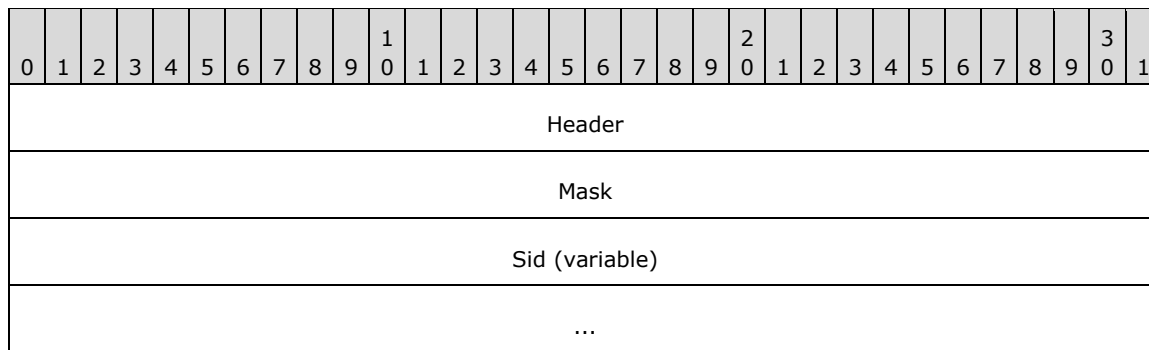 1 2 3
0 1 2 3 4 5 6 7 8 9 0 1 2 3 4 5 6 7 8 9 0 1 2 3 4 5 6 7 8 9 0 1
Header
Mask
Sid (variable)
...